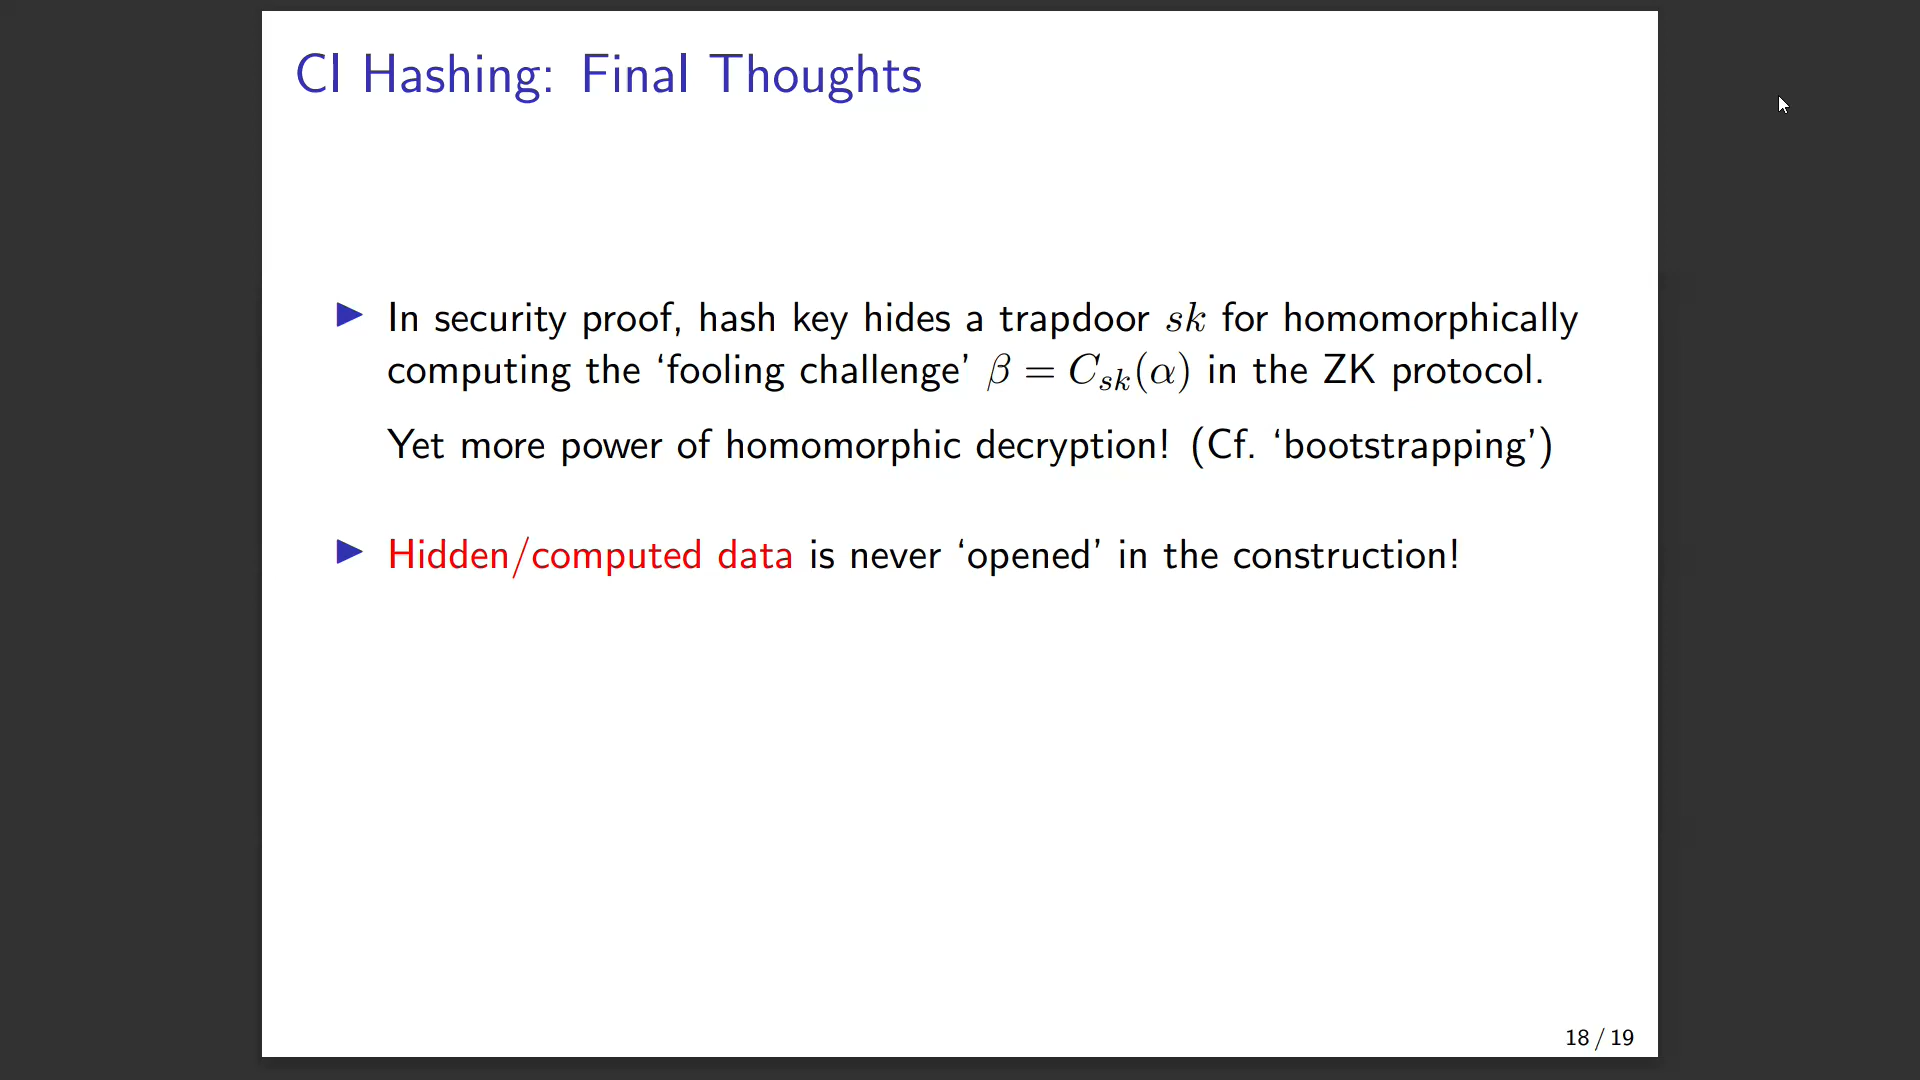 CI Hashing: Final Thoughts
▶ In security proof, hash key hides a trapdoor sk for homomorphically
computing the ‘fooling challenge’ β = C_{sk}(α) in the ZK protocol.
Yet more power of homomorphic decryption! (Cf. ‘bootstrapping’)
▶ Hidden/computed data is never ‘opened’ in the construction!
18 / 19